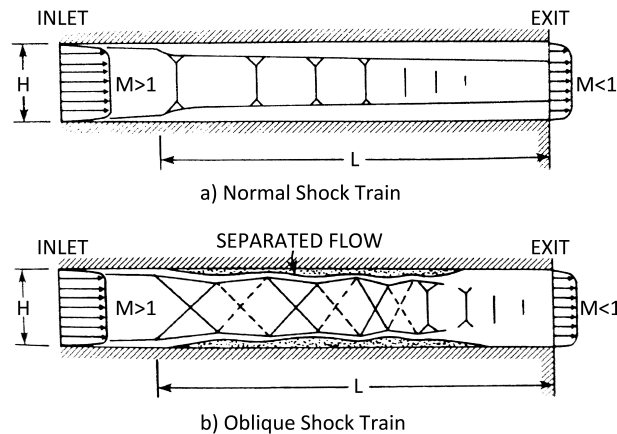 INLET EXIT
H M>1 M<1
L
a) Normal Shock Train
SEPARATED FLOW
INLET EXIT
H M>1 M<1
L
b) Oblique Shock Train